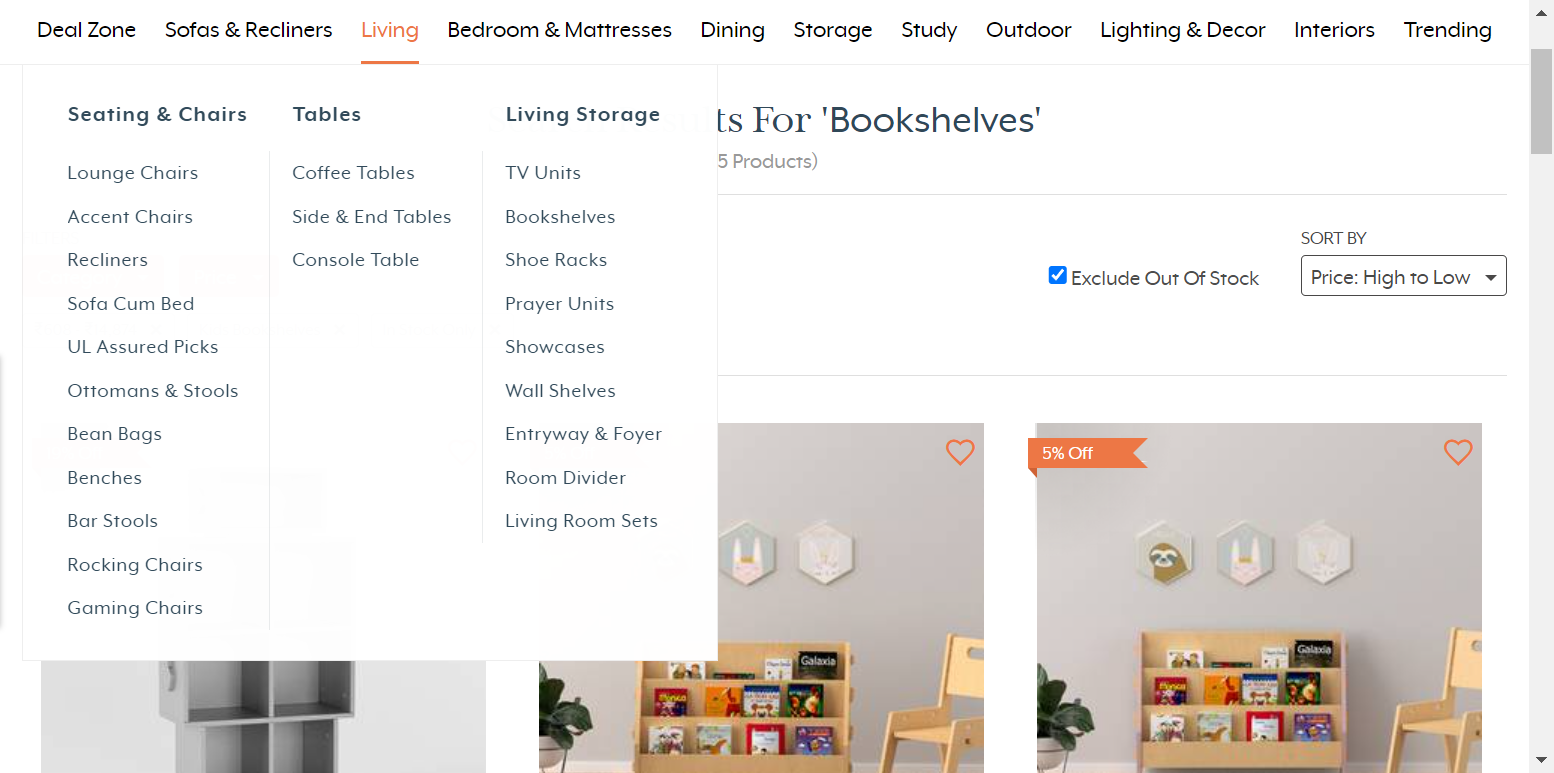 Deal Zone Sofas & Recliners Living Bedroom & Mattresses Dining Storage Study Outdoor Lighting & Decor Interiors Trending
Seating & Chairs
Lounge Chairs
Accent Chairs
Recliners
Sofa Cum Bed
UL Assured Picks
Ottomans & Stools
Bean Bags
Benches
Bar Stools
Rocking Chairs
Gaming Chairs
Tables
Coffee Tables
Side & End Tables
Console Table
Living Storage
TV Units
Bookshelves
Shoe Racks
Prayer Units
Showcases
Wall Shelves
Entryway & Foyer
Room Divider
Living Room Sets
ts For 'Bookshelves'
5 Products)
Exclude Out Of Stock
SORT BY
Price: High to Low
5% Off
Galaxia
Monica
Galaxia
Monica